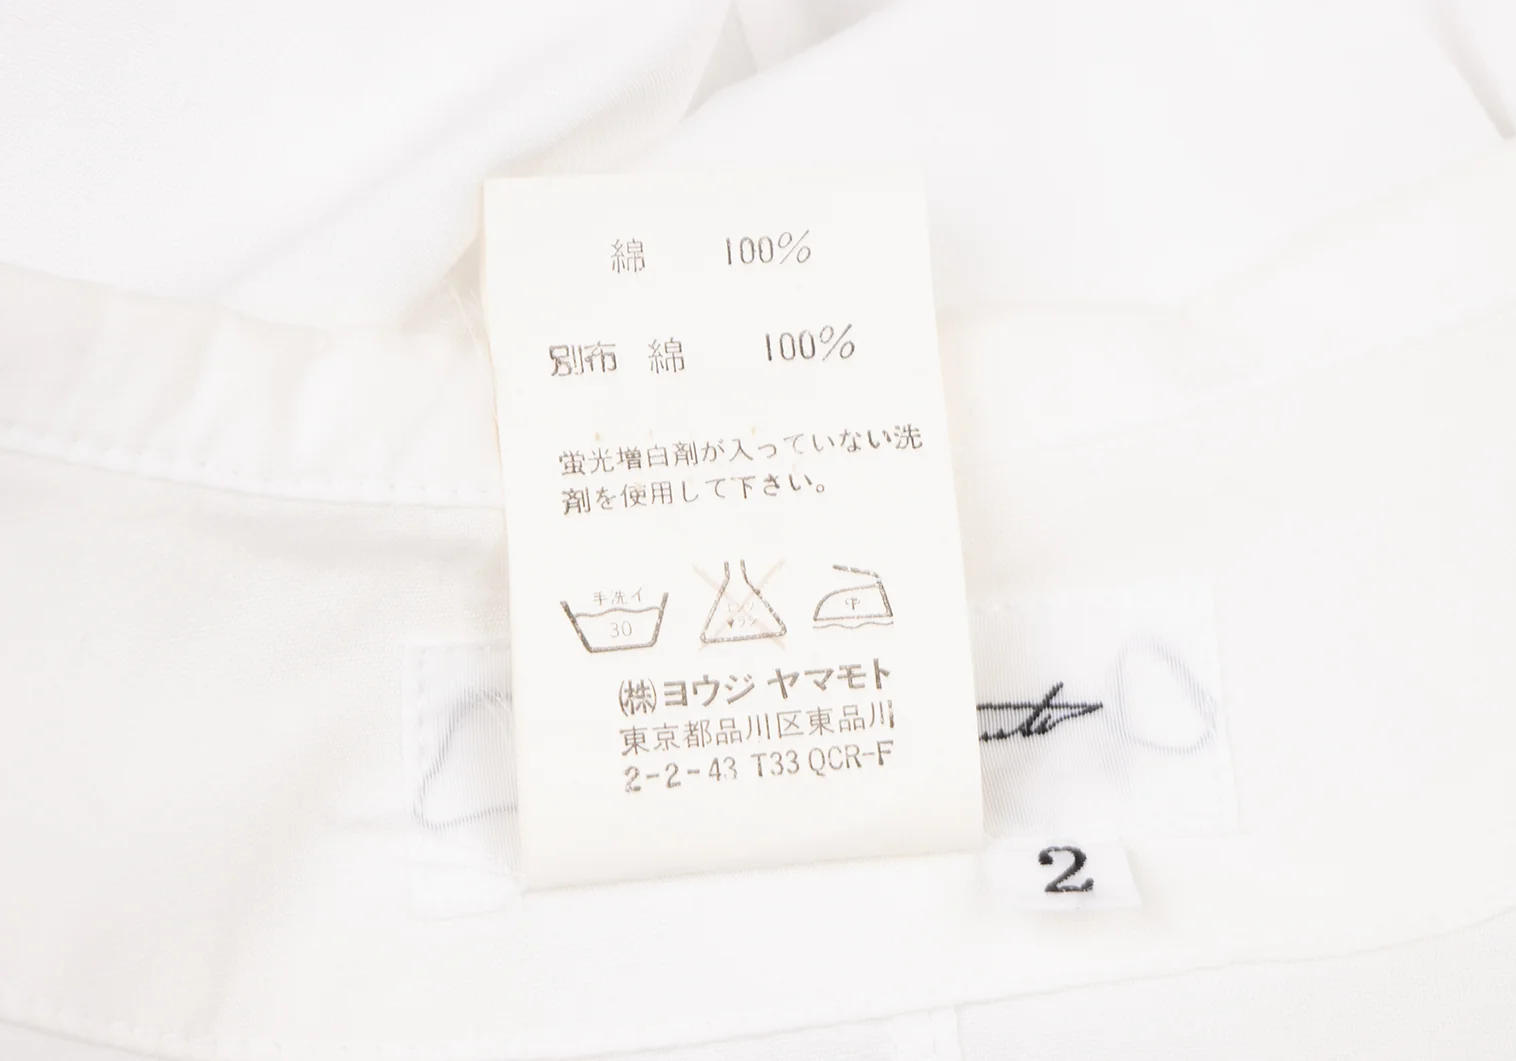 綿 100%
別布 綿 100%
蛍光増白剤が入っていない洗
剤を使用して下さい。
手洗イ
30
中
(株)ヨウジ ヤマモト
東京都品川区東品川
2-2-43 T33 QCR-F
2